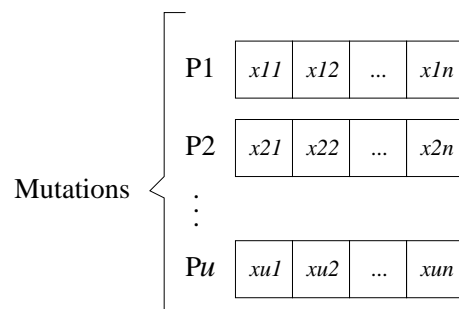 P1 x11 x12 ... x1n
P2 x21 x22 ... x2n
Mutations
Pu xu1 xu2 ... xun